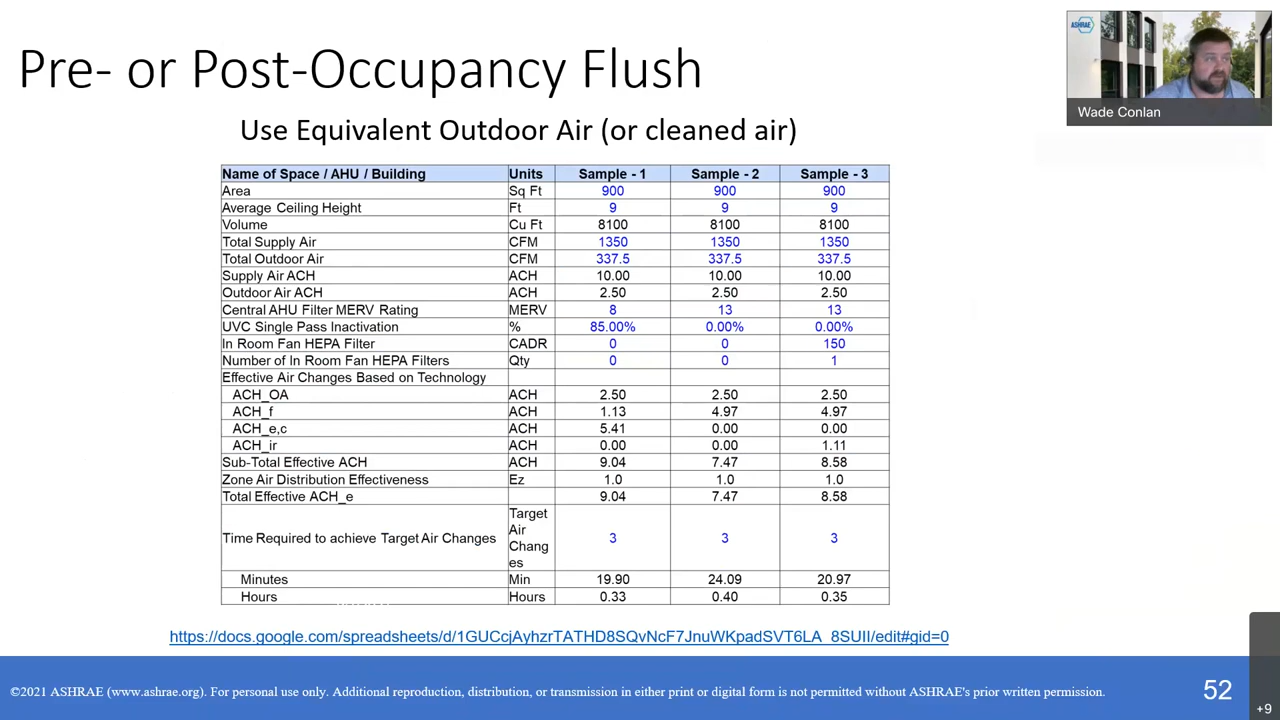 Pre- or Post-Occupancy Flush
ASHRAE
Wade Conlan
Use Equivalent Outdoor Air (or cleaned air)
Name of Space / AHU / Building Units Sample - 1 Sample - 2 Sample - 3
Area Sq Ft 900 900 900
Average Ceiling Height Ft 9 9 9
Volume Cu Ft 8100 8100 8100
Total Supply Air CFM 1350 1350 1350
Total Outdoor Air CFM 337.5 337.5 337.5
Supply Air ACH ACH 10.00 10.00 10.00
Outdoor Air ACH ACH 2.50 2.50 2.50
Central AHU Filter MERV Rating MERV 8 13 13
UVC Single Pass Inactivation % 85.00% 0.00% 0.00%
In Room Fan HEPA Filter CADR 0 0 150
Number of In Room Fan HEPA Filters Qty 0 0 1
Effective Air Changes Based on Technology
ACH_OA ACH 2.50 2.50 2.50
ACH_f ACH 1.13 4.97 4.97
ACH_e,c ACH 5.41 0.00 0.00
ACH_ir ACH 0.00 0.00 1.11
Sub-Total Effective ACH ACH 9.04 7.47 8.58
Zone Air Distribution Effectiveness Ez 1.0 1.0 1.0
Total Effective ACH_e 9.04 7.47 8.58
Target
Air
Time Required to achieve Target Air Changes 3 3 3
Chang
es
Minutes Min 19.90 24.09 20.97
Hours Hours 0.33 0.40 0.35
https://docs.google.com/spreadsheets/d/1GUCcjAyhzrTATHD8SQvNcF7JnuWKpadSVT6LA_8SUII/edit#gid=0
©2021 ASHRAE (www.ashrae.org). For personal use only. Additional reproduction, distribution, or transmission in either print or digital form is not permitted without ASHRAE's prior written permission.
52
+9